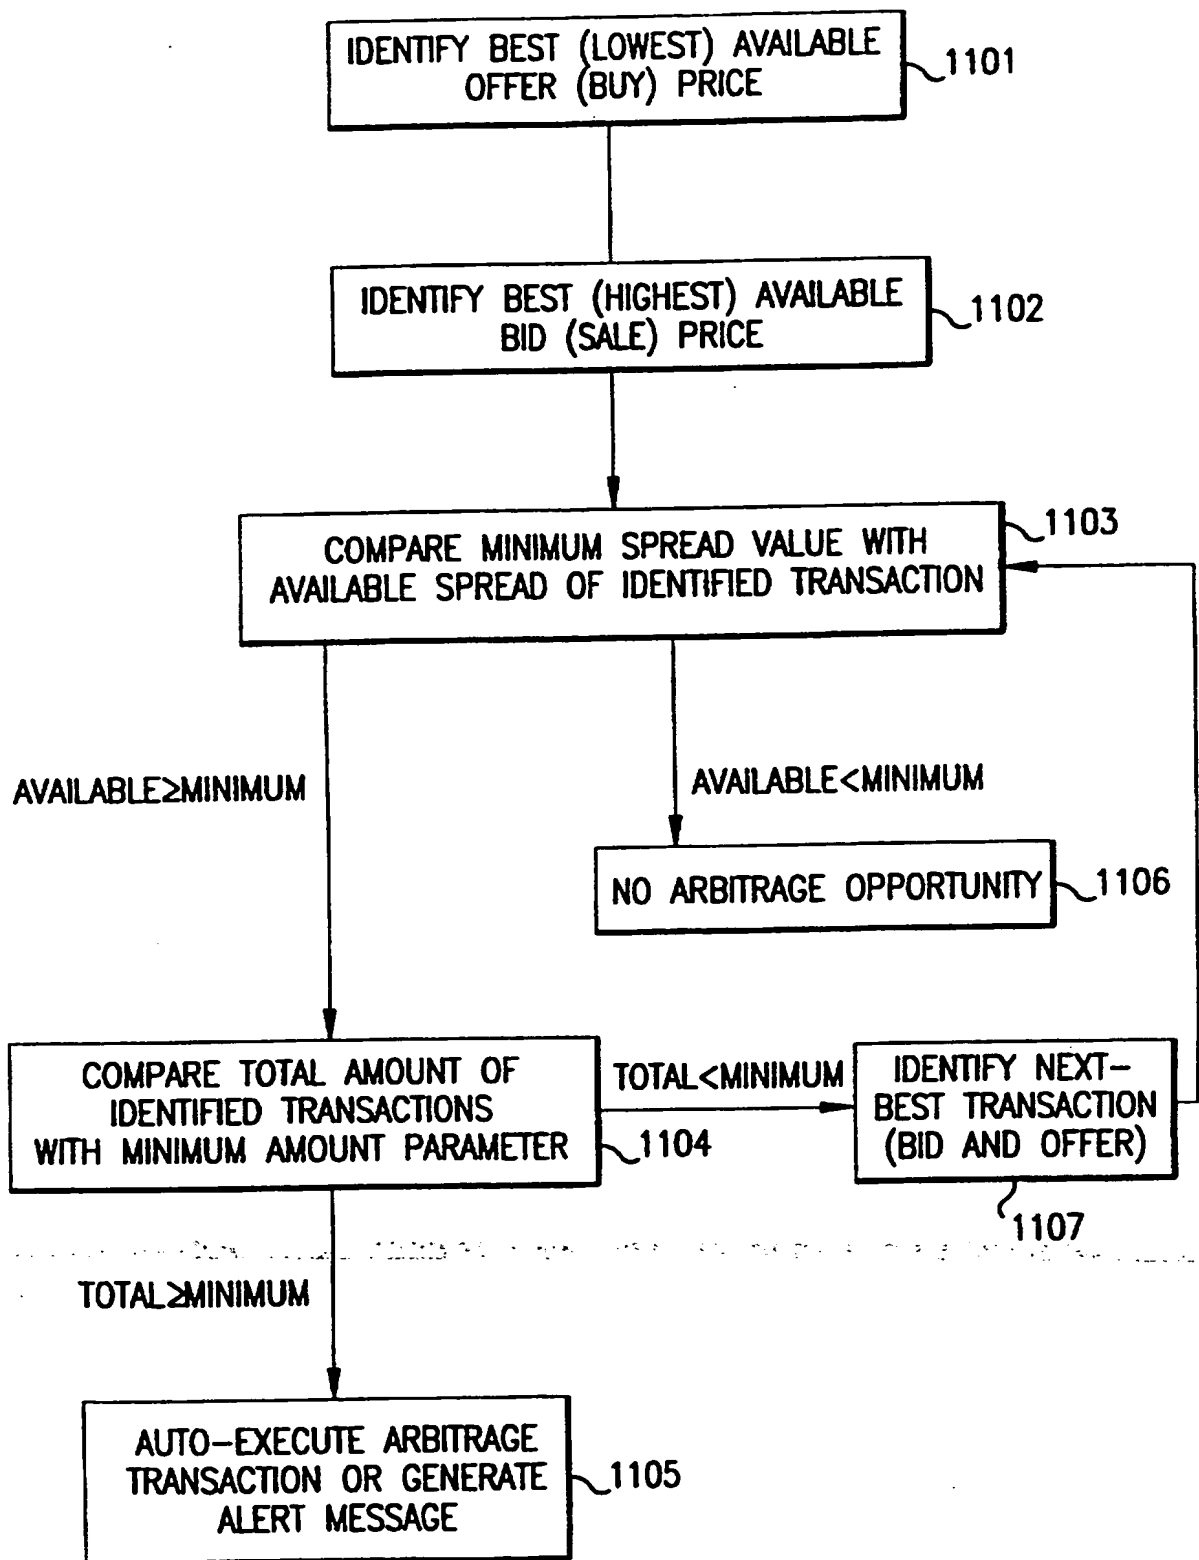 IDENTIFY BEST (LOWEST) AVAILABLE
OFFER (BUY) PRICE
1101
IDENTIFY BEST (HIGHEST) AVAILABLE
BID (SALE) PRICE
1102
COMPARE MINIMUM SPREAD VALUE WITH
AVAILABLE SPREAD OF IDENTIFIED TRANSACTION
1103
AVAILABLE≥MINIMUM
AVAILABLE<MINIMUM
NO ARBITRAGE OPPORTUNITY
1106
COMPARE TOTAL AMOUNT OF
IDENTIFIED TRANSACTIONS
WITH MINIMUM AMOUNT PARAMETER
1104
TOTAL<MINIMUM
IDENTIFY NEXT-
BEST TRANSACTION
(BID AND OFFER)
1107
TOTAL≥MINIMUM
AUTO-EXECUTE ARBITRAGE
TRANSACTION OR GENERATE
ALERT MESSAGE
1105